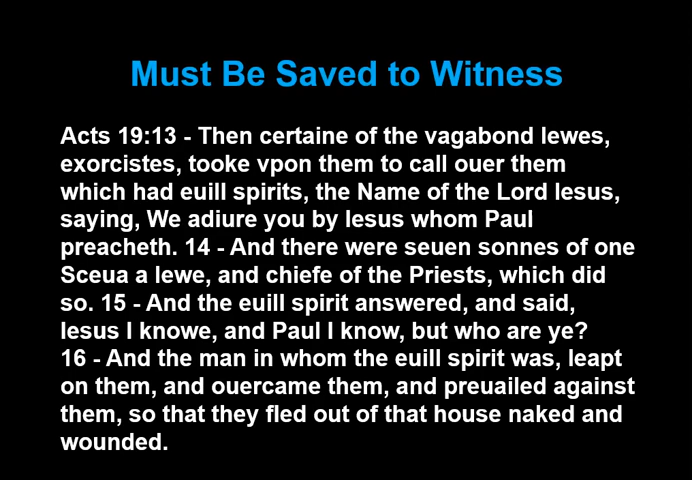 Must Be Saved to Witness
Acts 19:13 - Then certaine of the vagabond Iewes,
exorcistes, tooke vpon them to call ouer them
which had euill spirits, the Name of the Lord Iesus,
saying, We adiure you by Iesus whom Paul
preacheth. 14 - And there were seuen sonnes of one
Sceua a Iewe, and chiefe of the Priests, which did
so. 15 - And the euill spirit answered, and said,
Iesus I knowe, and Paul I know, but who are ye?
16 - And the man in whom the euill spirit was, leapt
on them, and ouercame them, and preuailed against
them, so that they fled out of that house naked and
wounded.